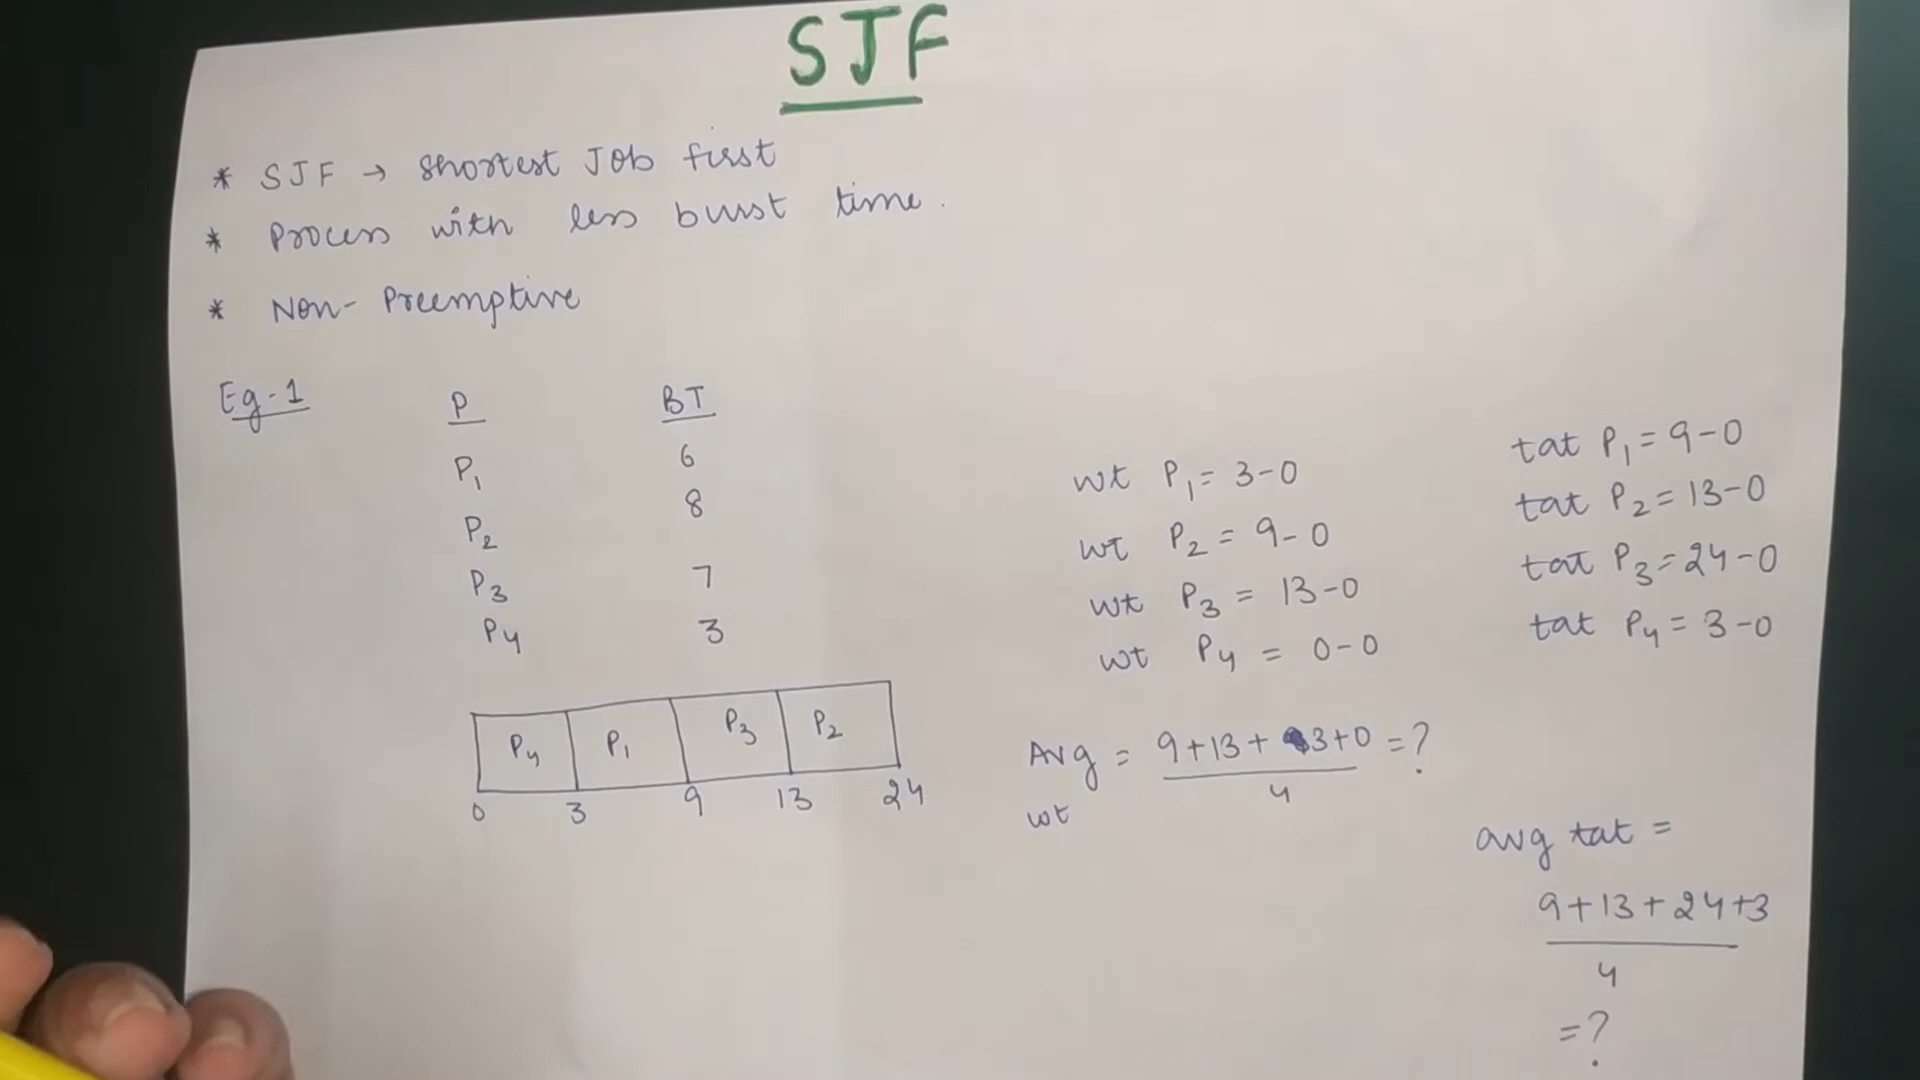 SJF
* SJF → Shortest Job first
* Process with less burst time.
* Non-Preemptive
Eg-1
P BT
P1 6
P2 8
P3 7
P4 3
P4 P1 P3 P2
0 3 9 13 24
wt P1 = 3-0
wt P2 = 9-0
wt P3 = 13-0
wt P4 = 0-0
Avg wt = 9+13+3+0 = ?
4
tat P1 = 9-0
tat P2 = 13-0
tat P3 = 24-0
tat P4 = 3-0
avg tat =
9+13+24+3
4
= ?